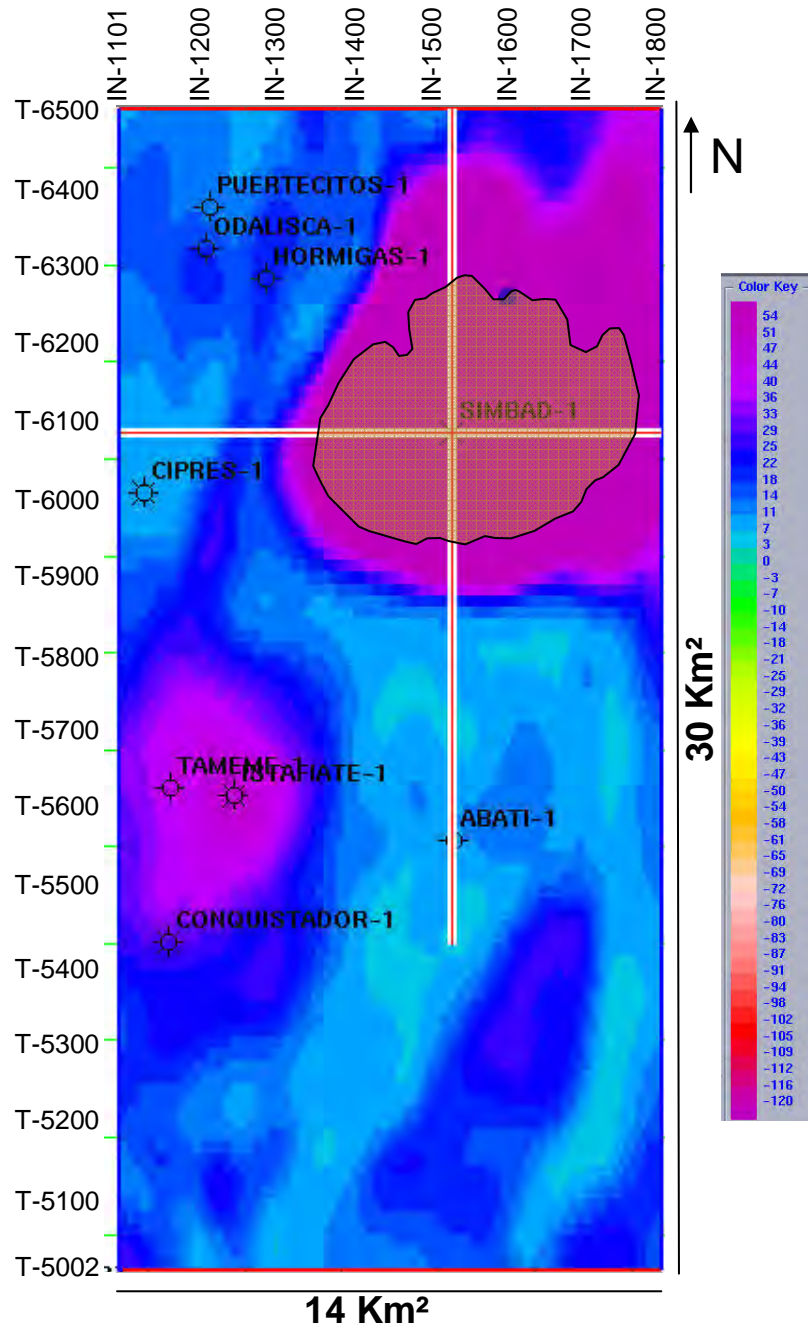 IN-1101
IN-1200
IN-1300
IN-1400
IN-1500
IN-1600
IN-1700
IN-1800
T-6500
T-6400
T-6300
T-6200
T-6100
T-6000
T-5900
T-5800
T-5700
T-5600
T-5500
T-5400
T-5300
T-5200
T-5100
T-5002
PUERTECITOS-1
ODALISCA-1
HORMIGAS-1
SIMBAD-1
CIPRES-1
TAMEME-1
ISTAFIATE-1
ABATI-1
CONQUISTADOR-1
N
30 Km²
14 Km²
Color Key
54
51
47
44
40
36
33
29
25
22
18
14
11
7
3
0
-3
-7
-10
-14
-18
-21
-25
-29
-32
-36
-39
-43
-47
-50
-54
-58
-61
-65
-69
-72
-76
-80
-83
-87
-91
-94
-98
-102
-105
-109
-112
-116
-120